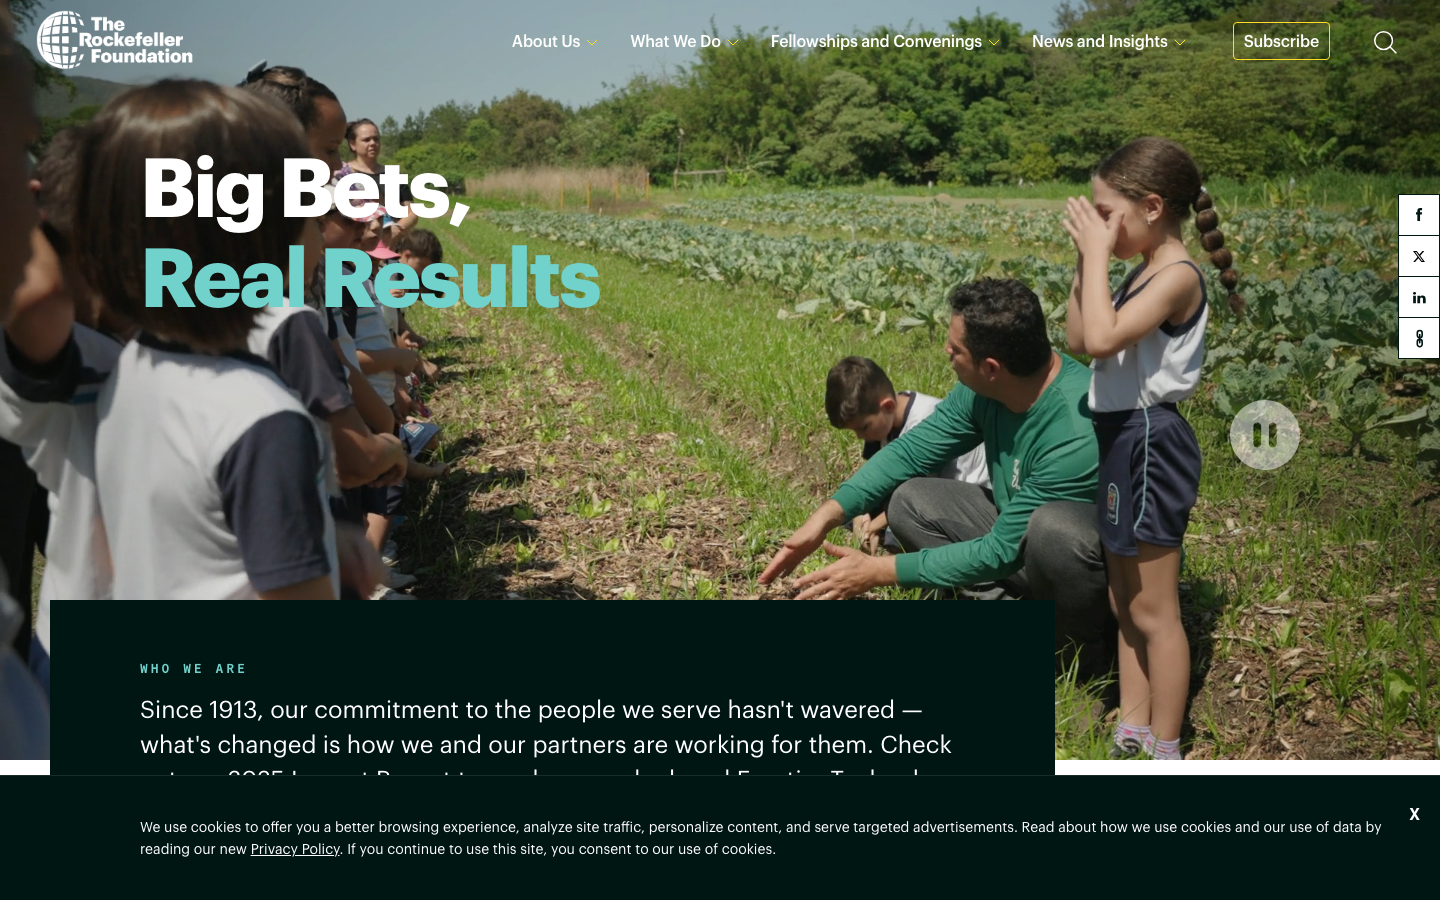 The
Rockefeller
Foundation
About Us
What We Do
Fellowships and Convenings
News and Insights
Subscribe
Big Bets,
Real Results
WHO WE ARE
Since 1913, our commitment to the people we serve hasn't wavered —
what's changed is how we and our partners are working for them. Check
We use cookies to offer you a better browsing experience, analyze site traffic, personalize content, and serve targeted advertisements. Read about how we use cookies and our use of data by
reading our new Privacy Policy. If you continue to use this site, you consent to our use of cookies.
X